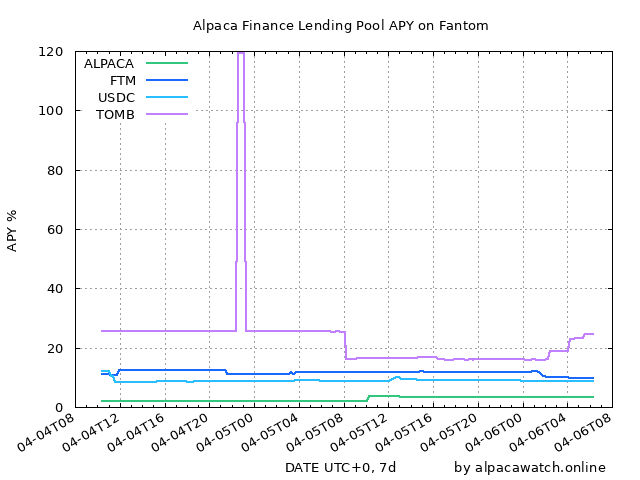 Alpaca Finance Lending Pool APY on Fantom
120
100
80
60
40
20
0
APY %
ALPACA
FTM
USDC
TOMB
04-04T08
04-04T12
04-04T16
04-04T20
04-05T00
04-05T04
04-05T08
04-05T12
04-05T16
04-05T20
04-06T00
04-06T04
04-06T08
DATE UTC+0, 7d
by alpacawatch.online